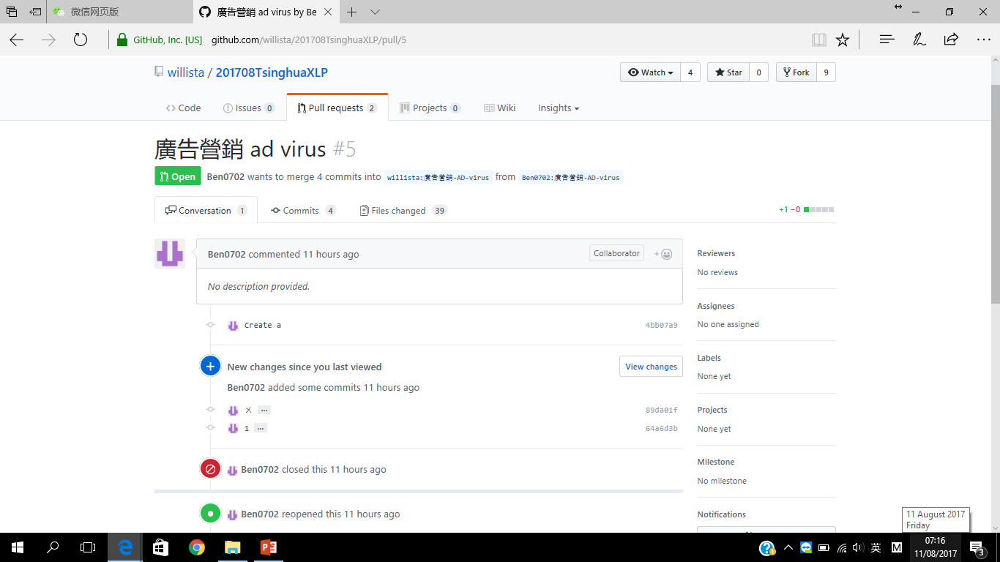 微信网页版
廣告營銷 ad virus by Be
GitHub, Inc. [US] github.com/willista/201708TsinghuaXLP/pull/5
willista / 201708TsinghuaXLP
Watch 4 Star 0 Fork 9
Code Issues 0 Pull requests 2 Projects 0 Wiki Insights
廣告營銷 ad virus #5
Open Ben0702 wants to merge 4 commits into willista:廣告營銷-AD-virus from Ben0702:廣告營銷-AD-virus
Conversation 1 Commits 4 Files changed 39 +1 −0
Ben0702 commented 11 hours ago Collaborator +
No description provided.
Create a 4bb07a9
New changes since you last viewed View changes
Ben0702 added some commits 11 hours ago
ㄨ … 89da01f
1 … 64a6d3b
Ben0702 closed this 11 hours ago
Ben0702 reopened this 11 hours ago
Reviewers
No reviews
Assignees
No one assigned
Labels
None yet
Projects
None yet
Milestone
No milestone
Notifications
11 August 2017
Friday
英 M 07:16
11/08/2017
3